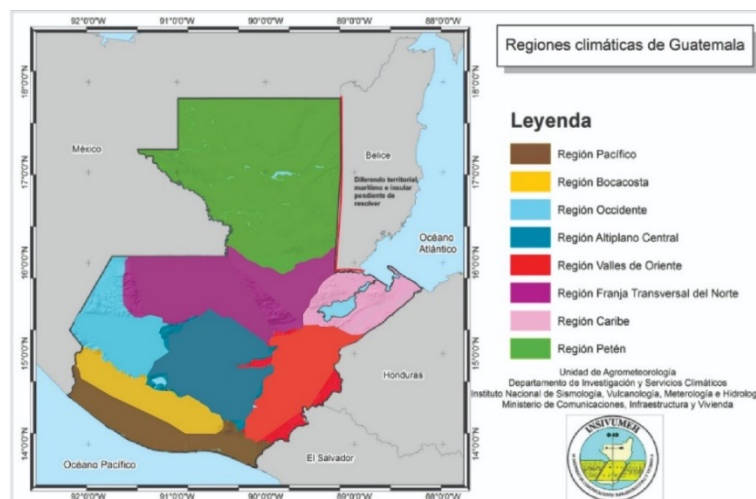 Regiones climáticas de Guatemala
92°0'0"W 91°0'0"W 90°0'0"W 89°0'0"W 88°0'0"W
18°0'0"N
17°0'0"N
16°0'0"N
15°0'0"N
14°0'0"N
México
Belice
Diferendo territorial,
marítimo e insular
pendiente de
resolver
Océano
Atlántico
Honduras
El Salvador
Océano Pacífico
92°0'0"W 91°0'0"W 90°0'0"W 89°0'0"W 88°0'0"W
Leyenda
Región Pacífico
Región Bocacosta
Región Occidente
Región Altiplano Central
Región Valles de Oriente
Región Franja Transversal del Norte
Región Caribe
Región Petén
Unidad de Agrometeorología
Departamento de Investigación y Servicios Climáticos
Instituto Nacional de Sismología, Vulcanología, Meterología e Hidrolog
Ministerio de Comunicaciones, Infraestructura y Vivienda
INSIVUMEH